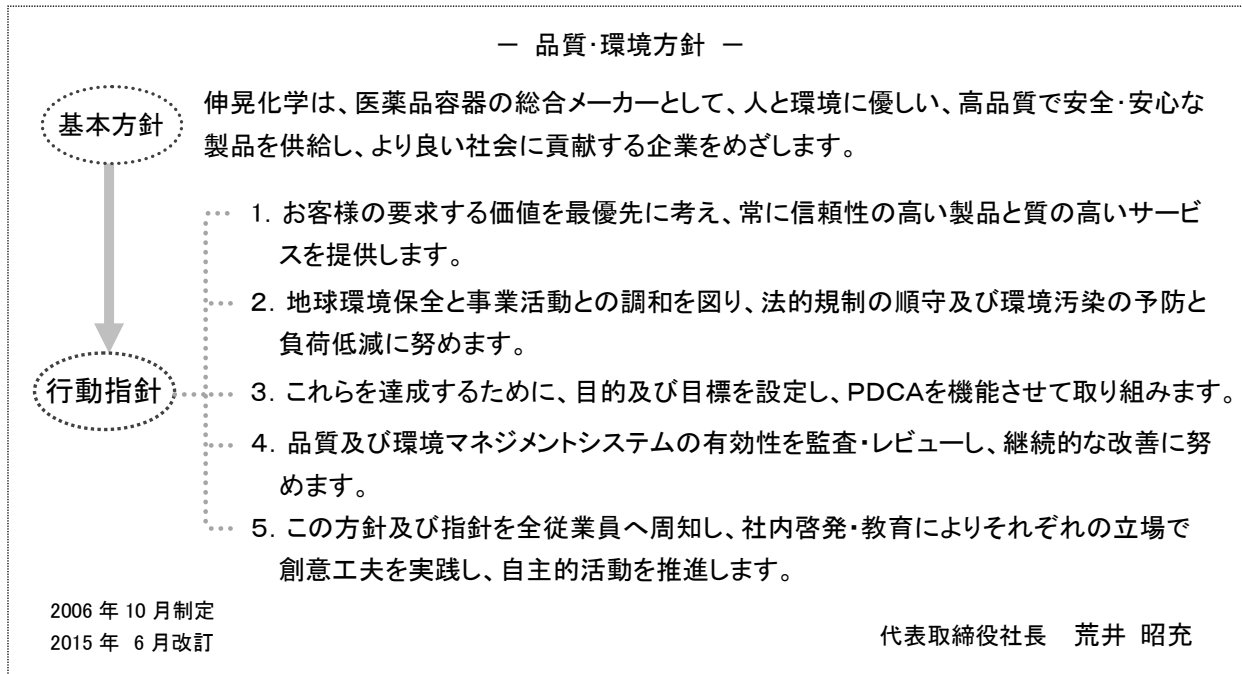 ― 品質・環境方針 ―
基本方針
伸晃化学は、医薬品容器の総合メーカーとして、人と環境に優しい、高品質で安全・安心な
製品を供給し、より良い社会に貢献する企業をめざします。
行動指針
1. お客様の要求する価値を最優先に考え、常に信頼性の高い製品と質の高いサービ
スを提供します。
2. 地球環境保全と事業活動との調和を図り、法的規制の順守及び環境汚染の予防と
負荷低減に努めます。
3. これらを達成するために、目的及び目標を設定し、PDCAを機能させて取り組みます。
4. 品質及び環境マネジメントシステムの有効性を監査・レビューし、継続的な改善に努
めます。
5. この方針及び指針を全従業員へ周知し、社内啓発・教育によりそれぞれの立場で
創意工夫を実践し、自主的活動を推進します。
2006 年 10 月制定
2015 年 6 月改訂
代表取締役社長 荒井 昭充